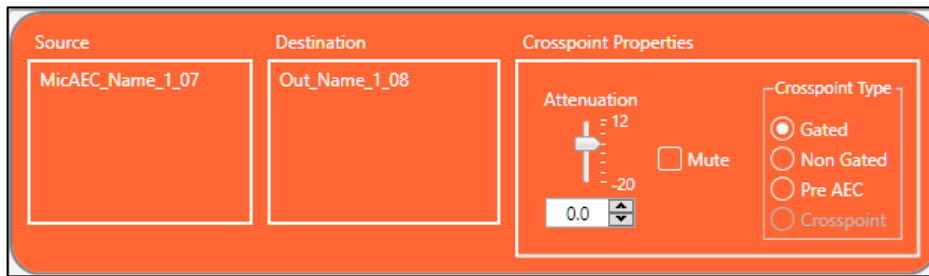 Source
MicAEC_Name_1_07
Destination
Out_Name_1_08
Crosspoint Properties
Attenuation
12
-20
0.0
Mute
Crosspoint Type
Gated
Non Gated
Pre AEC
Crosspoint